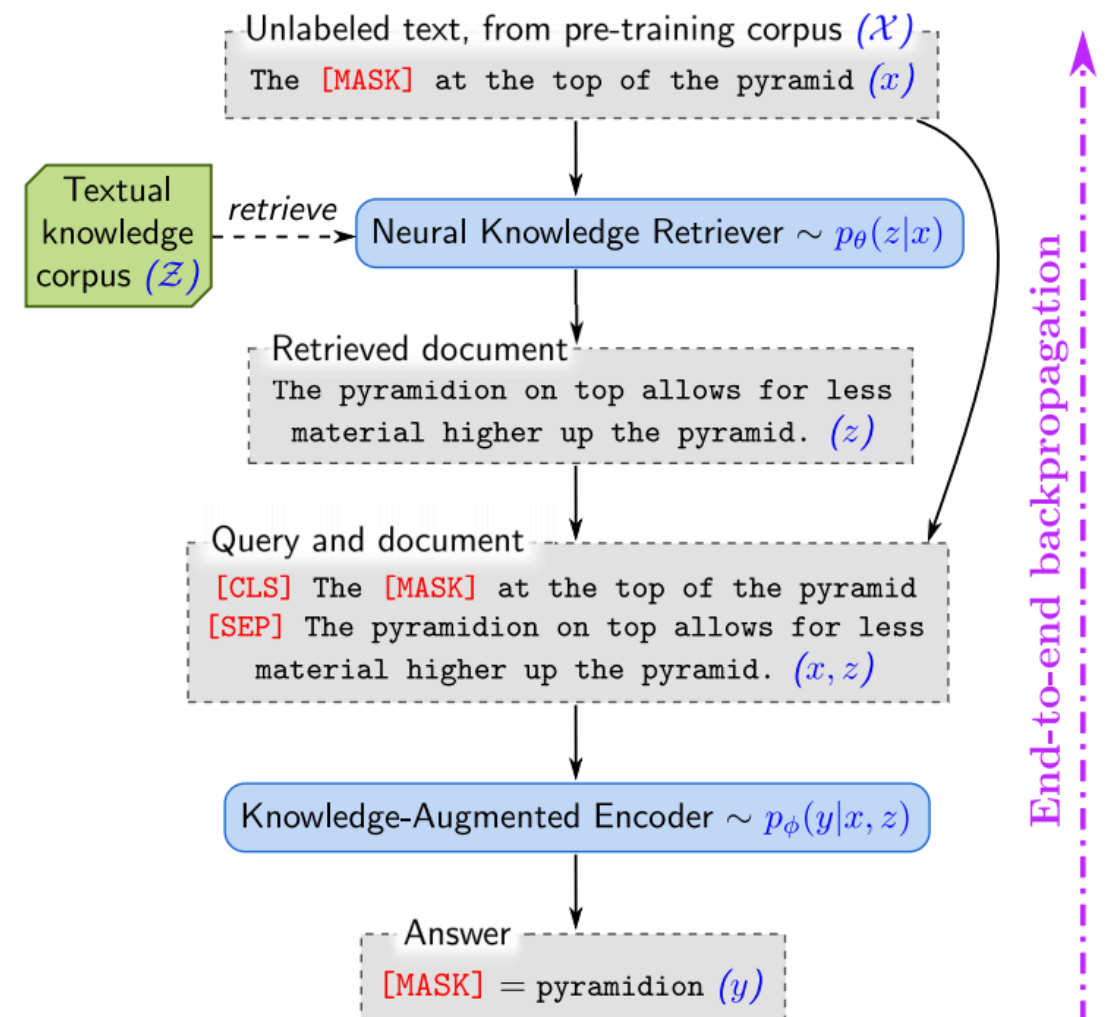 Unlabeled text, from pre-training corpus (𝒳)
The [MASK] at the top of the pyramid (x)
Textual
knowledge
corpus (𝒵)
retrieve
Neural Knowledge Retriever ∼ pθ(z|x)
Retrieved document
The pyramidion on top allows for less
material higher up the pyramid. (z)
Query and document
[CLS] The [MASK] at the top of the pyramid
[SEP] The pyramidion on top allows for less
material higher up the pyramid. (x, z)
Knowledge-Augmented Encoder ∼ pϕ(y|x, z)
Answer
[MASK] = pyramidion (y)
End-to-end backpropagation